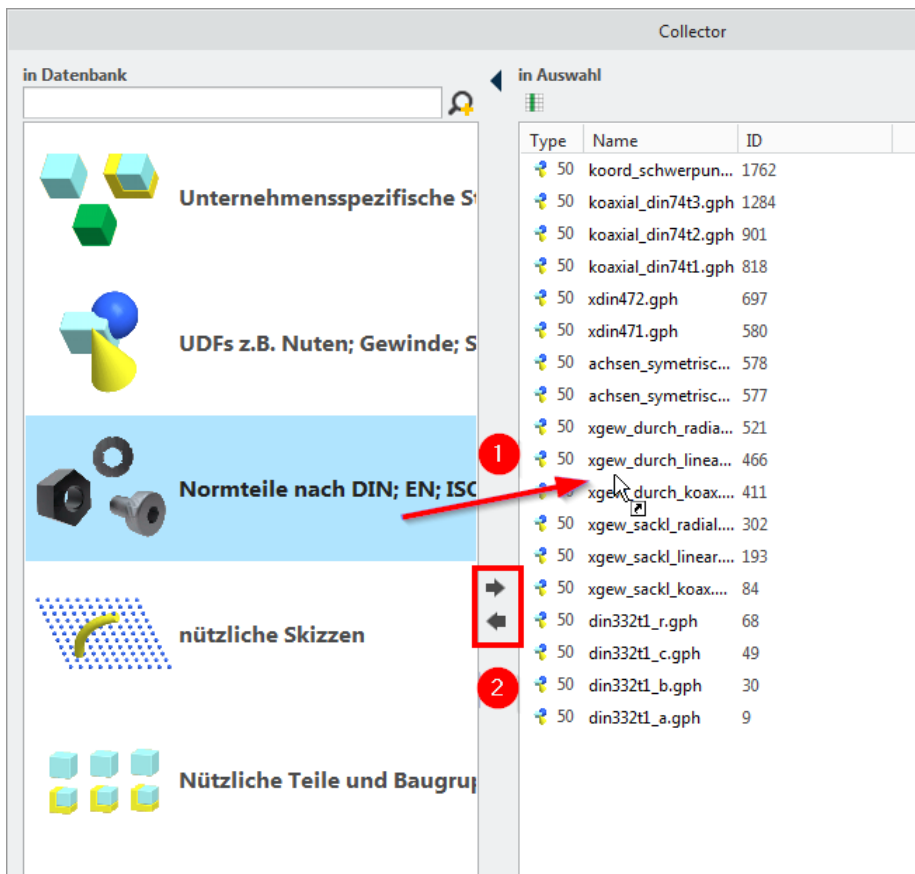 Collector
in Datenbank
in Auswahl
Type Name ID
Unternehmensspezifische
UDFs z.B. Nuten; Gewinde; S
Normteile nach DIN; EN; ISO
nützliche Skizzen
Nützliche Teile und
50 koord_schwerpun... 1762
50 koaxial_din74t3.gph 1284
50 koaxial_din74t2.gph 901
50 koaxial_din74t1.gph 818
50 xdin472.gph 697
50 xdin471.gph 580
50 achsen_symetrisc... 578
50 achsen_symetrisc... 577
50 xgew_durch_radia... 521
1
50 xgew_durch_linea... 466
xgew_durch_koax.... 411
50 xgew_sackl_radial.... 302
50 xgew_sackl_linear.... 193
50 xgew_sackl_koax.... 84
50 din332t1_r.gph 68
50 din332t1_c.gph 49
2
50 din332t1_b.gph 30
50 din332t1_a.gph 9